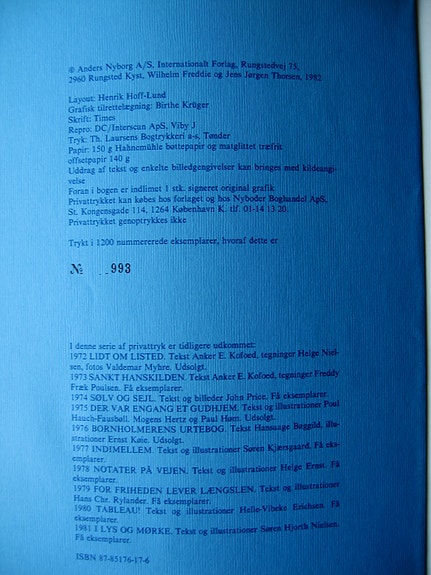 © Anders Nyborg A/S, Internationalt Forlag, Rungstedvej 75,
2960 Rungsted Kyst, Wilhelm Freddie og Jens Jørgen Thorsen, 1982
Layout: Henrik Hoff-Lund
Grafisk tilrettelægning: Birthe Krüger
Skrift: Times
Repro: DC/Interscan ApS, Viby J
Tryk: Th. Laursens Bogtrykkeri a-s, Tønder
Papir: 150 g Hahnemühle bøttepapir og matglittet træfrit
offsetpapir 140 g
Uddrag af tekst og enkelte billedgengivelser kan bringes med kildeangi-
velse
Foran i bogen er indlimet 1 stk. signeret original grafik
Privattrykket kan købes hos forlaget og hos Nyboder Boghandel ApS,
St. Kongensgade 114, 1264 København K. tlf. 01-14 13 20.
Privattrykket genoptrykkes ikke
Trykt i 1200 nummererede eksemplarer, hvoraf dette er
№ 993
I denne serie af privattryk er tidligere udkommet:
1972 LIDT OM LISTED. Tekst Anker E. Kofoed, tegninger Helge Niel-
sen, fotos Valdemar Myhre. Udsolgt.
1973 SANKT HANSKILDEN. Tekst Anker E. Kofoed, tegninger Freddy
Fræk Poulsen. Få eksemplarer.
1974 SØLV OG SEJL. Tekst og billeder John Price. Få eksemplarer.
1975 DER VAR ENGANG ET GUDHJEM. Tekst og illustrationer Poul
Hauch-Fausbøll, Mogens Hertz og Paul Høm. Udsolgt.
1976 BORNHOLMERENS URTEBOG. Tekst Hansaage Bøggild, illu-
strationer Ernst Køie. Udsolgt.
1977 INDIMELLEM. Tekst og illustrationer Søren Kjærsgaard. Få eks-
emplarer.
1978 NOTATER PÅ VEJEN. Tekst og illustrationer Helge Ernst. Få
eksemplarer.
1979 FOR FRIHEDEN LEVER LÆNGSLEN. Tekst og illustrationer
Hans Chr. Rylander. Få eksemplarer.
1980 TABLEAU! Tekst og illustrationer Helle-Vibeke Erichsen. Få
eksemplarer.
1981 I LYS OG MØRKE. Tekst og illustrationer Søren Hjorth Nielsen.
Få eksemplarer.
ISBN 87-85176-17-6